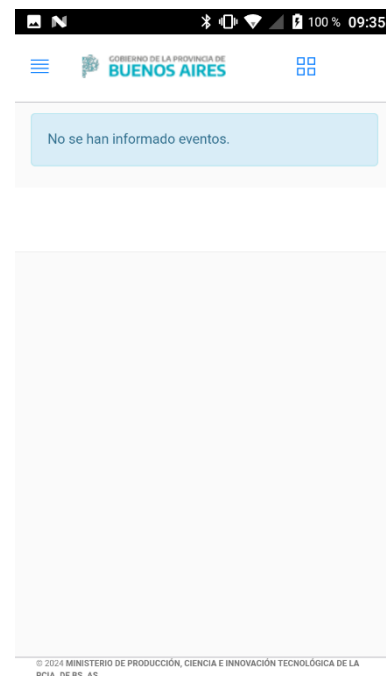 100 % 09:35
GOBIERNO DE LA PROVINCIA DE
BUENOS AIRES
No se han informado eventos.
© 2024 MINISTERIO DE PRODUCCIÓN, CIENCIA E INNOVACIÓN TECNOLÓGICA DE LA
PCIA. DE BS. AS.